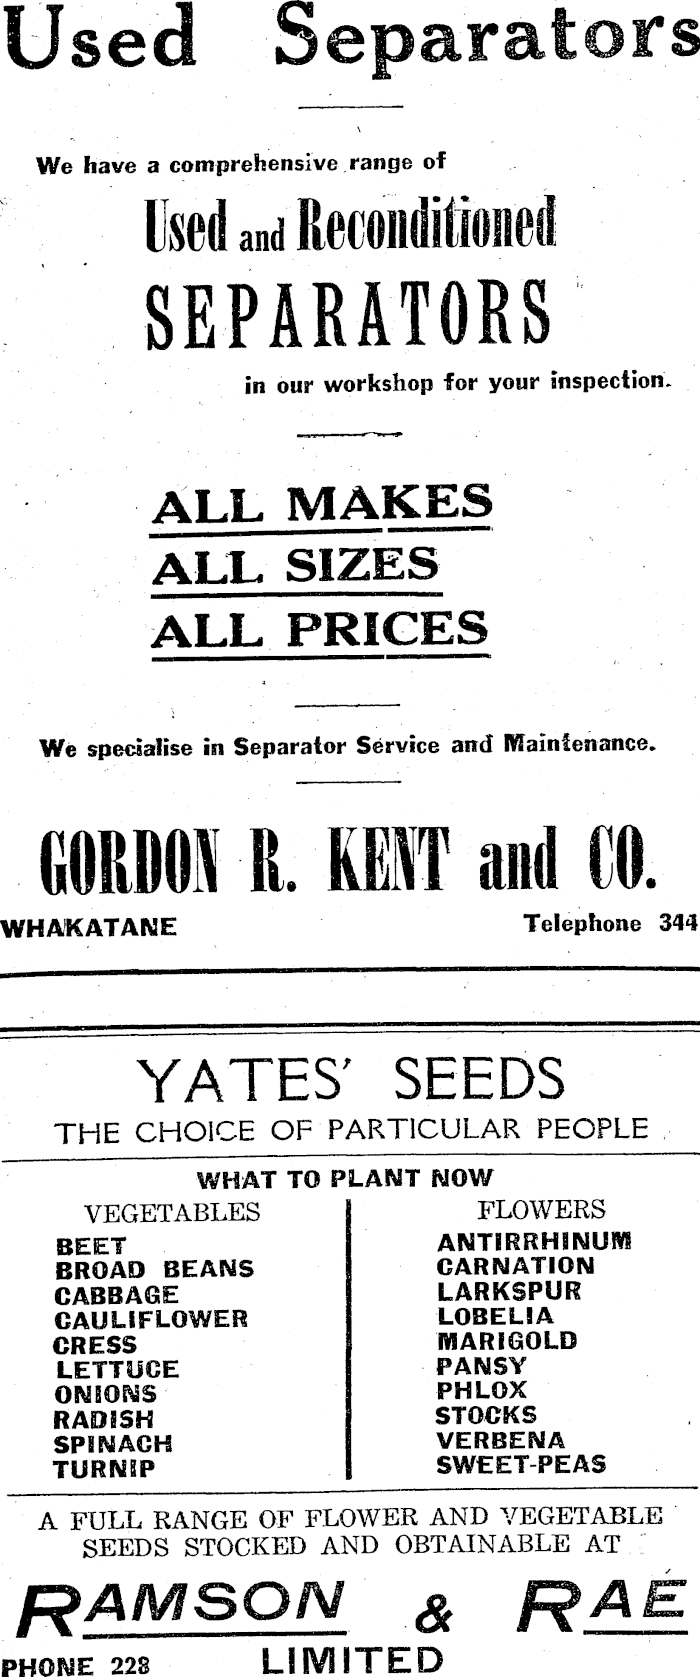 Used Separators
We have a comprehensive range of
Used and Reconditioned
SEPARATORS
in our workshop for your inspection.
ALL MAKES
ALL SIZES
ALL PRICES
We specialise in Separator Service and Maintenance.
GORDON R. KENT and CO.
WHAKATANE Telephone 344
YATES' SEEDS
THE CHOICE OF PARTICULAR PEOPLE
WHAT TO PLANT NOW
VEGETABLES
BEET
BROAD BEANS
CABBAGE
CAULIFLOWER
CRESS
LETTUCE
ONIONS
RADISH
SPINACH
TURNIP
FLOWERS
ANTIRRHINUM
CARNATION
LARKSPUR
LOBELIA
MARIGOLD
PANSY
PHLOX
STOCKS
VERBENA
SWEET-PEAS
A FULL RANGE OF FLOWER AND VEGETABLE
SEEDS STOCKED AND OBTAINABLE AT
RAMSON & RAE
PHONE 228 LIMITED